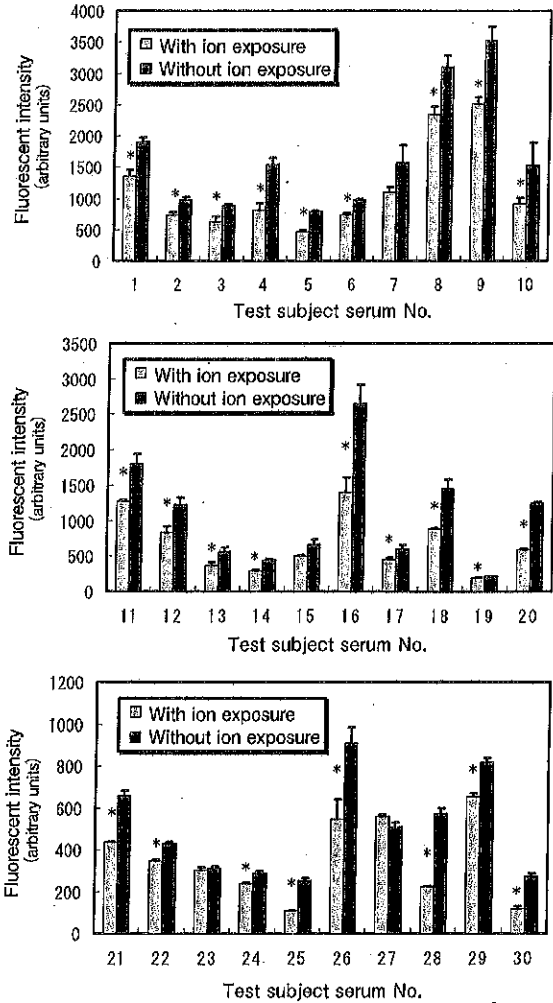 Fluorescent intensity
(arbitrary units)
4000
3500
3000
2500
2000
1500
1000
500
0
With ion exposure
Without ion exposure
* * * * * * * * *
1 2 3 4 5 6 7 8 9 10
Test subject serum No.
Fluorescent intensity
(arbitrary units)
3500
3000
2500
2000
1500
1000
500
0
With ion exposure
Without ion exposure
* * * * * * * * *
11 12 13 14 15 16 17 18 19 20
Test subject serum No.
Fluorescent intensity
(arbitrary units)
1200
1000
800
600
400
200
0
With ion exposure
Without ion exposure
* * * * * * * *
21 22 23 24 25 26 27 28 29 30
Test subject serum No.